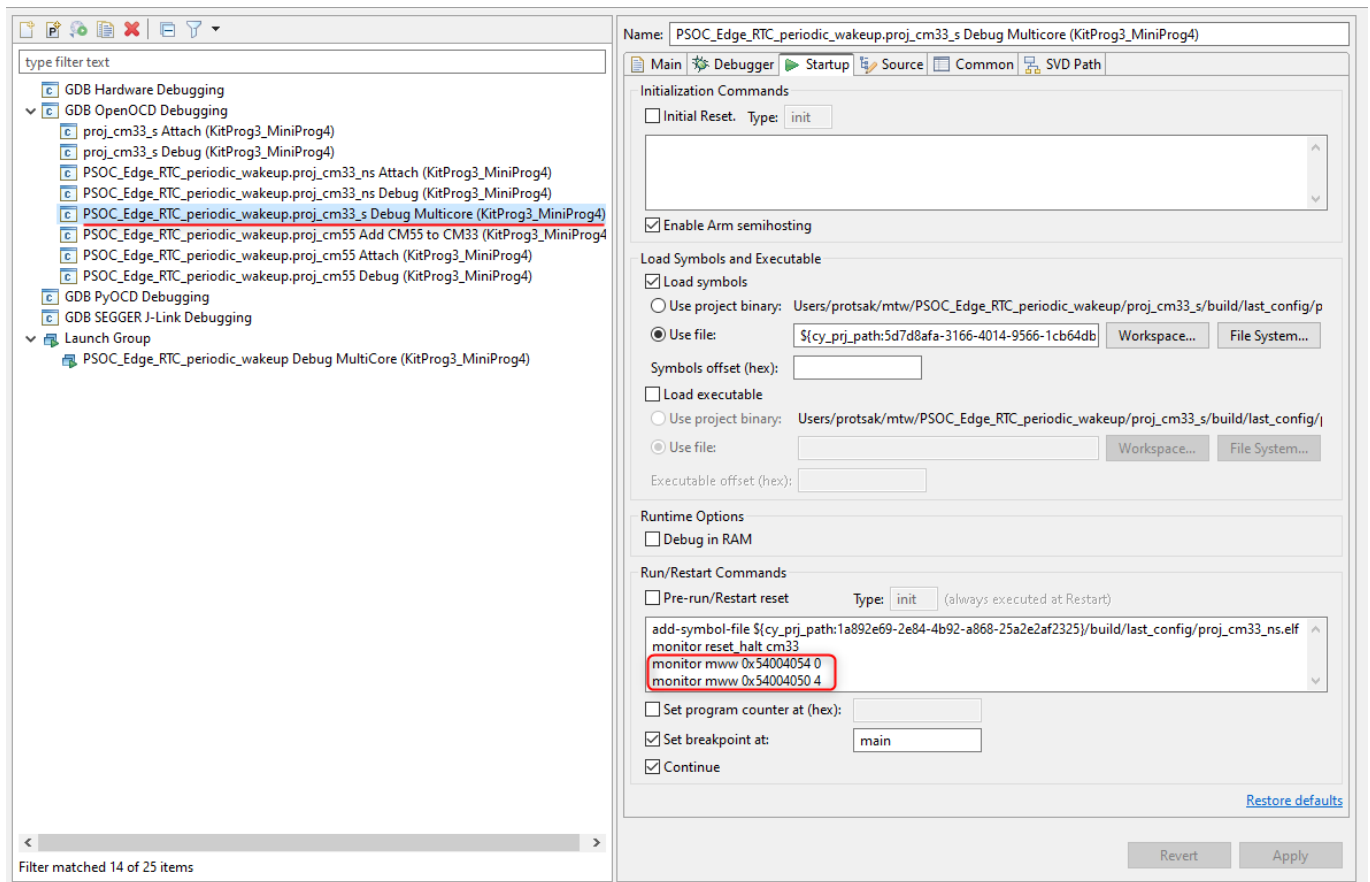 type filter text
GDB Hardware Debugging
GDB OpenOCD Debugging
proj_cm33_s Attach (KitProg3_MiniProg4)
proj_cm33_s Debug (KitProg3_MiniProg4)
PSOC_Edge_RTC_periodic_wakeup.proj_cm33_ns Attach (KitProg3_MiniProg4)
PSOC_Edge_RTC_periodic_wakeup.proj_cm33_ns Debug (KitProg3_MiniProg4)
PSOC_Edge_RTC_periodic_wakeup.proj_cm33_s Debug Multicore (KitProg3_MiniProg4)
PSOC_Edge_RTC_periodic_wakeup.proj_cm55 Add CM55 to CM33 (KitProg3_MiniProg4
PSOC_Edge_RTC_periodic_wakeup.proj_cm55 Attach (KitProg3_MiniProg4)
PSOC_Edge_RTC_periodic_wakeup.proj_cm55 Debug (KitProg3_MiniProg4)
GDB PyOCD Debugging
GDB SEGGER J-Link Debugging
Launch Group
PSOC_Edge_RTC_periodic_wakeup Debug MultiCore (KitProg3_MiniProg4)
Filter matched 14 of 25 items
Name: PSOC_Edge_RTC_periodic_wakeup.proj_cm33_s Debug Multicore (KitProg3_MiniProg4)
Main Debugger Startup Source Common SVD Path
Initialization Commands
Initial Reset. Type: init
Enable Arm semihosting
Load Symbols and Executable
Load symbols
Use project binary: Users/protsak/mtw/PSOC_Edge_RTC_periodic_wakeup/proj_cm33_s/build/last_config/p
Use file: ${cy_prj_path:5d7d8afa-3166-4014-9566-1cb64db Workspace... File System...
Symbols offset (hex):
Load executable
Use project binary: Users/protsak/mtw/PSOC_Edge_RTC_periodic_wakeup/proj_cm33_s/build/last_config/
Use file: Workspace... File System...
Executable offset (hex):
Runtime Options
Debug in RAM
Run/Restart Commands
Pre-run/Restart reset Type: init (always executed at Restart)
add-symbol-file ${cy_prj_path:1a892e69-2e84-4b92-a868-25a2e2af2325}/build/last_config/proj_cm33_ns.elf
monitor reset_halt cm33
monitor mww 0x54004054 0
monitor mww 0x54004050 4
Set program counter at (hex):
Set breakpoint at: main
Continue
Restore defaults
Revert Apply